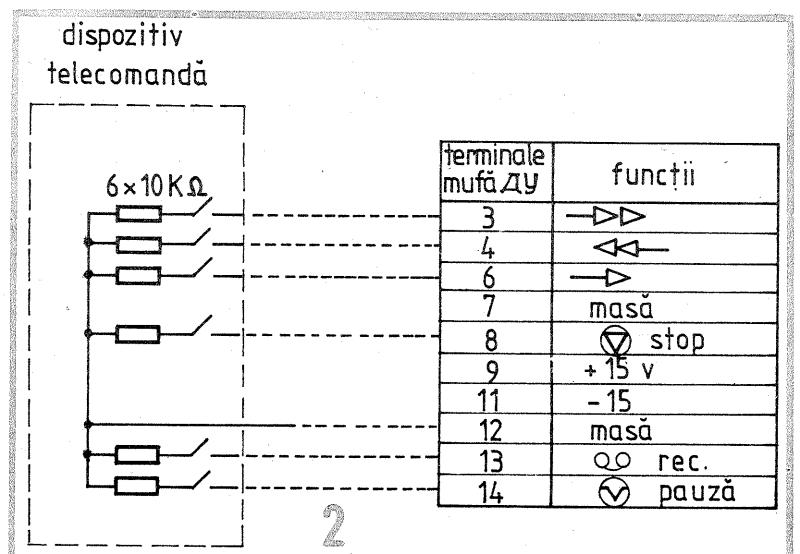 dispozitiv
telecomandă
6×10KΩ
terminale
mufă ДУ
funcții
3
4
6
7 masă
8 stop
9 +15 v
11 -15
12 masă
13 rec.
14 pauză
2